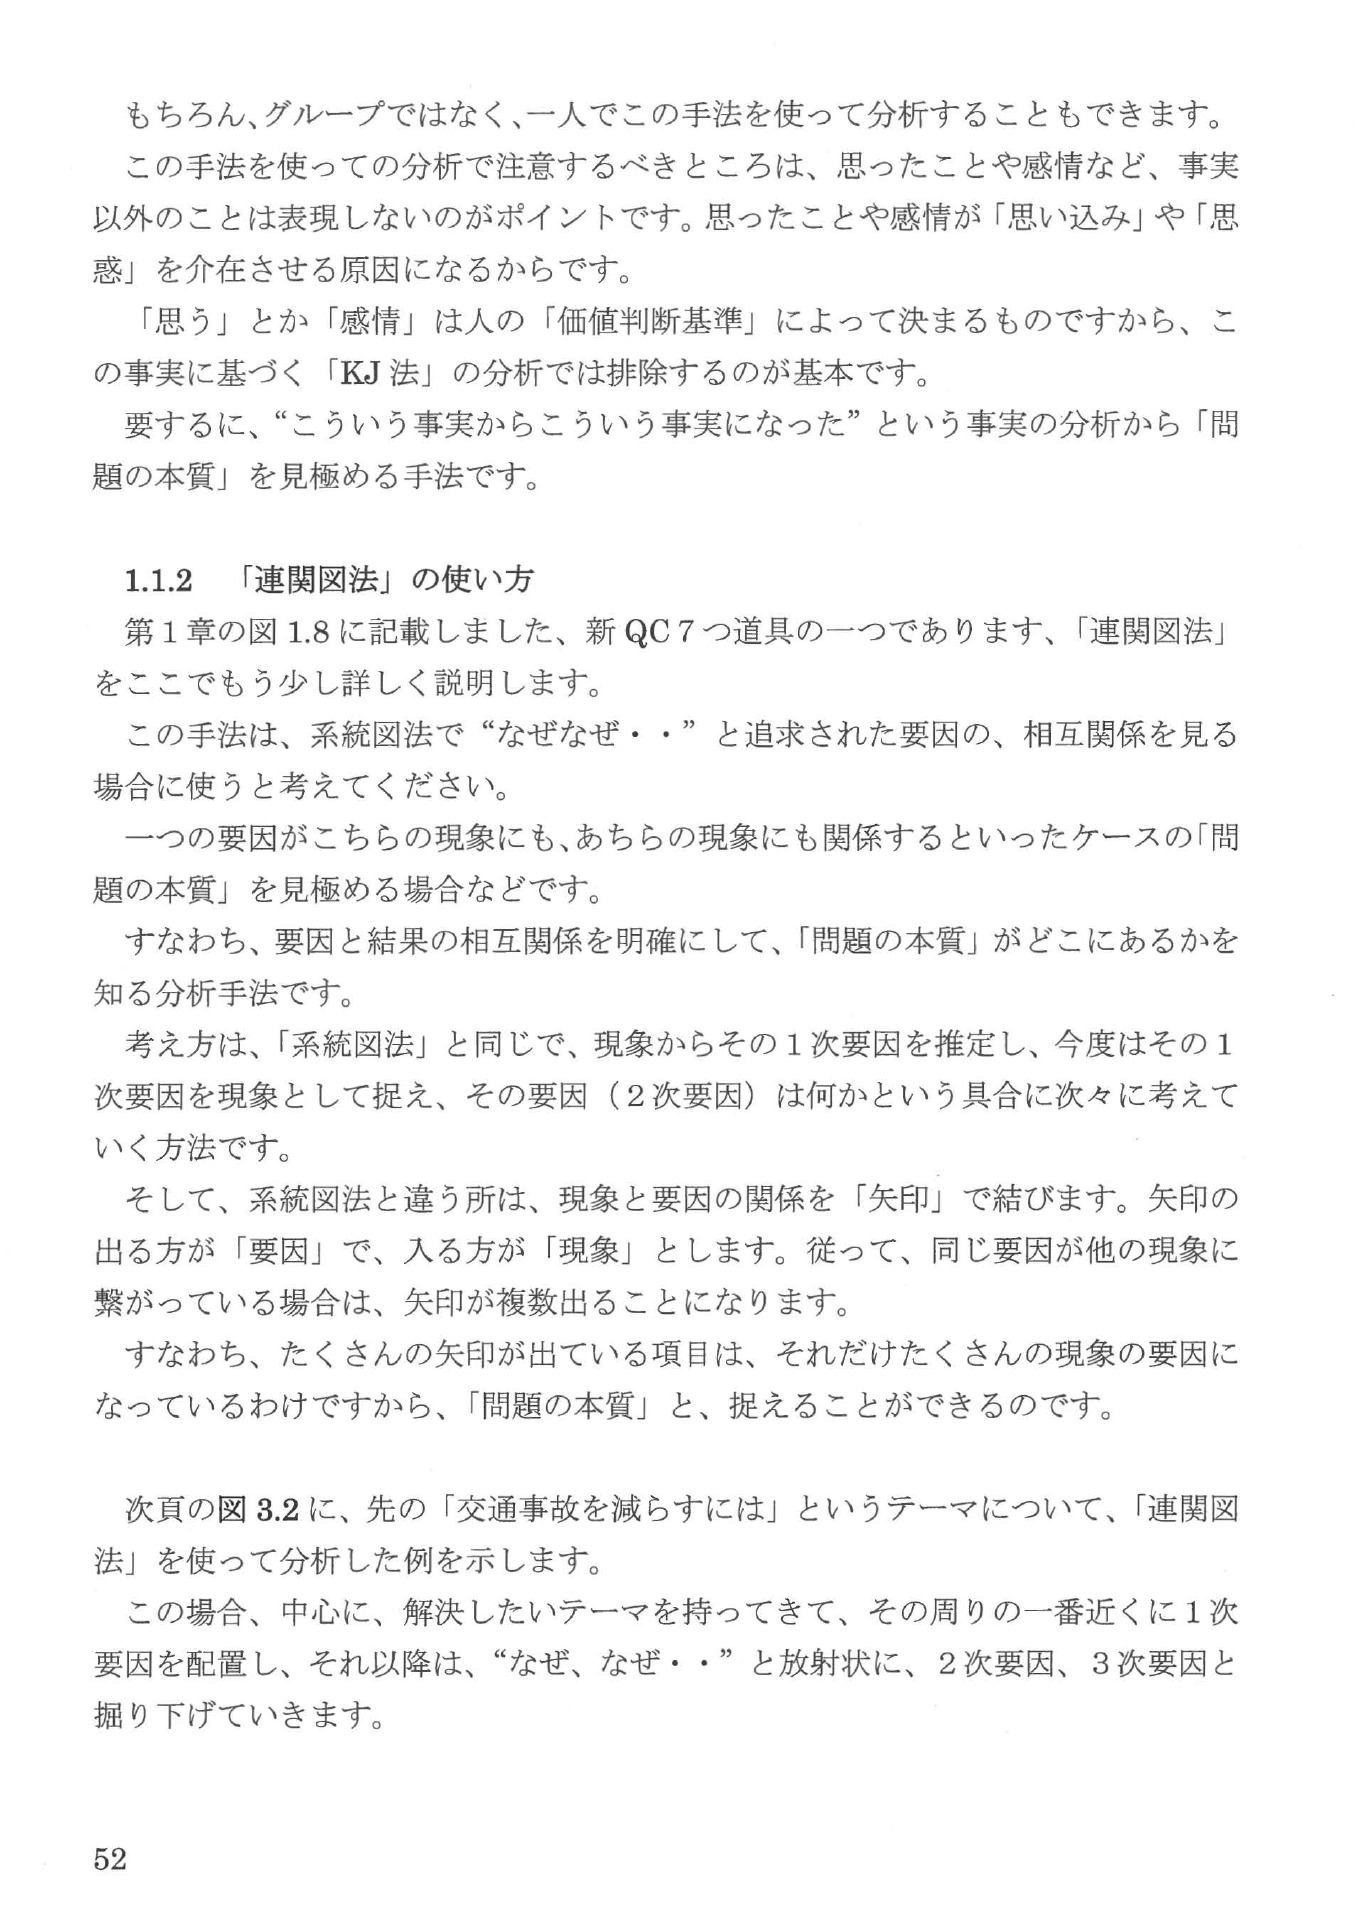 もちろん、グループではなく、一人でこの手法を使って分析することもできます。
この手法を使っての分析で注意するべきところは、思ったことや感情など、事実
以外のことは表現しないのがポイントです。思ったことや感情が「思い込み」や「思
惑」を介在させる原因になるからです。
「思う」とか「感情」は人の「価値判断基準」によって決まるものですから、こ
の事実に基づく「KJ 法」の分析では排除するのが基本です。
要するに、“こういう事実からこういう事実になった” という事実の分析から「問
題の本質」を見極める手法です。
1.1.2 「連関図法」の使い方
第1章の図 1.8 に記載しました、新 QC７つ道具の一つであります、「連関図法」
をここでもう少し詳しく説明します。
この手法は、系統図法で “なぜなぜ・・” と追求された要因の、相互関係を見る
場合に使うと考えてください。
一つの要因がこちらの現象にも、あちらの現象にも関係するといったケースの「問
題の本質」を見極める場合などです。
すなわち、要因と結果の相互関係を明確にして、「問題の本質」がどこにあるかを
知る分析手法です。
考え方は、「系統図法」と同じで、現象からその１次要因を推定し、今度はその１
次要因を現象として捉え、その要因（２次要因）は何かという具合に次々に考えて
いく方法です。
そして、系統図法と違う所は、現象と要因の関係を「矢印」で結びます。矢印の
出る方が「要因」で、入る方が「現象」とします。従って、同じ要因が他の現象に
繋がっている場合は、矢印が複数出ることになります。
すなわち、たくさんの矢印が出ている項目は、それだけたくさんの現象の要因に
なっているわけですから、「問題の本質」と、捉えることができるのです。
次頁の図 3.2 に、先の「交通事故を減らすには」というテーマについて、「連関図
法」を使って分析した例を示します。
この場合、中心に、解決したいテーマを持ってきて、その周りの一番近くに１次
要因を配置し、それ以降は、“なぜ、なぜ・・” と放射状に、２次要因、３次要因と
掘り下げていきます。
52